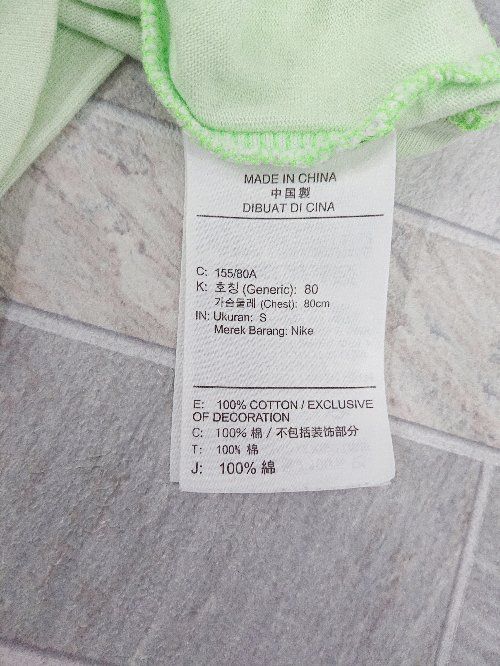 MADE IN CHINA
中国製
DIBUAT DI CINA
C: 155/80A
K: 호칭 (Generic): 80
가슴둘레 (Chest): 80cm
IN: Ukuran: S
Merek Barang: Nike
E: 100% COTTON / EXCLUSIVE
OF DECORATION
C: 100% 棉 / 不包括装饰部分
T: 100% 棉
J: 100% 綿